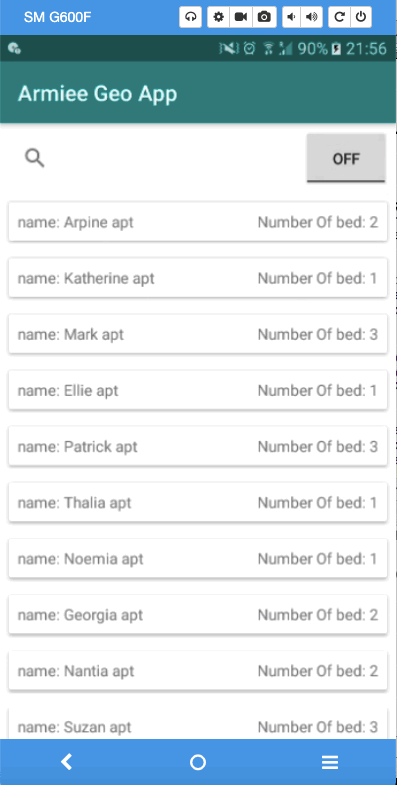 SM G600F
90% 21:56
Armiee Geo App
OFF
name: Arpine apt Number Of bed: 2
name: Katherine apt Number Of bed: 1
name: Mark apt Number Of bed: 3
name: Ellie apt Number Of bed: 1
name: Patrick apt Number Of bed: 3
name: Thalia apt Number Of bed: 1
name: Noemia apt Number Of bed: 1
name: Georgia apt Number Of bed: 2
name: Nantia apt Number Of bed: 2
name: Suzan apt Number Of bed: 3